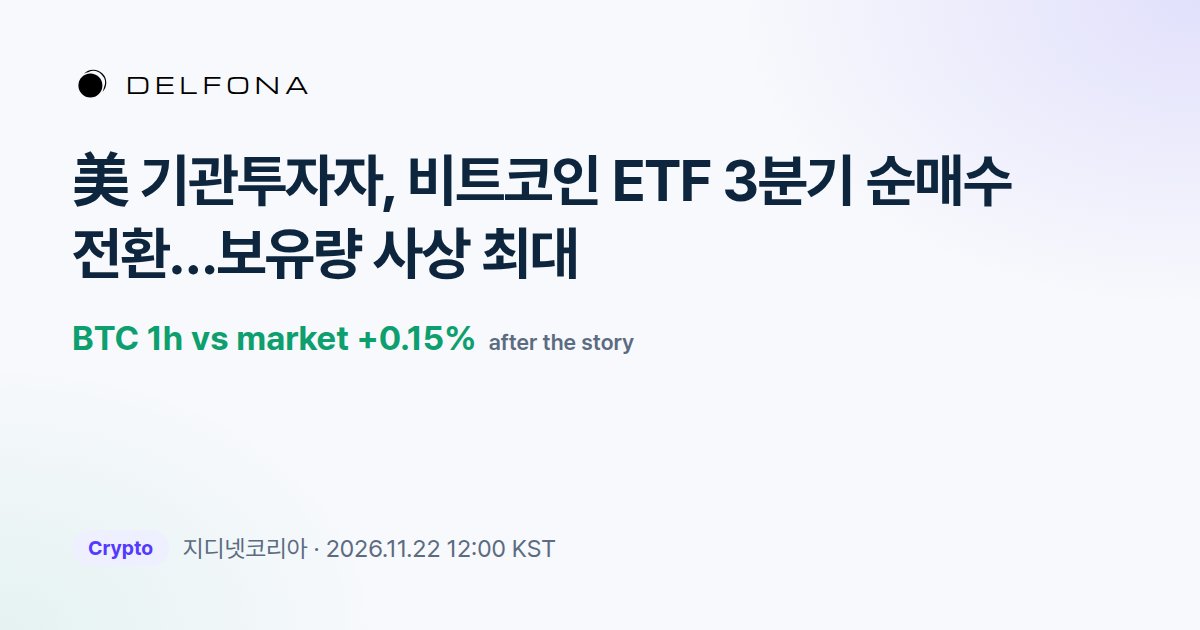 DELFONA
美 기관투자자, 비트코인 ETF 3분기 순매수
전환…보유량 사상 최대
BTC 1h vs market +0.15% after the story
Crypto 지디넷코리아 · 2026.11.22 12:00 KST